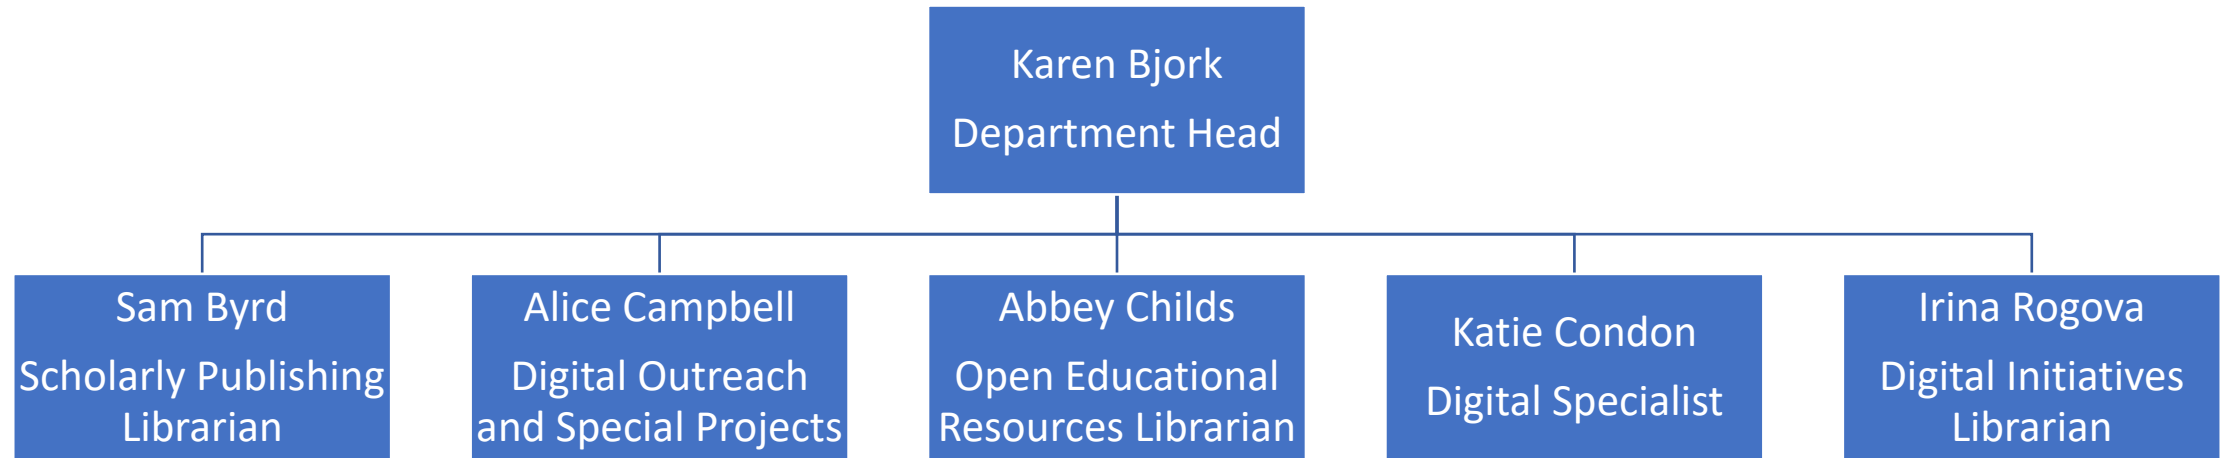 Karen Bjork
Department Head
Sam Byrd
Scholarly Publishing
Librarian
Alice Campbell
Digital Outreach
and Special Projects
Abbey Childs
Open Educational
Resources Librarian
Katie Condon
Digital Specialist
Irina Rogova
Digital Initiatives
Librarian